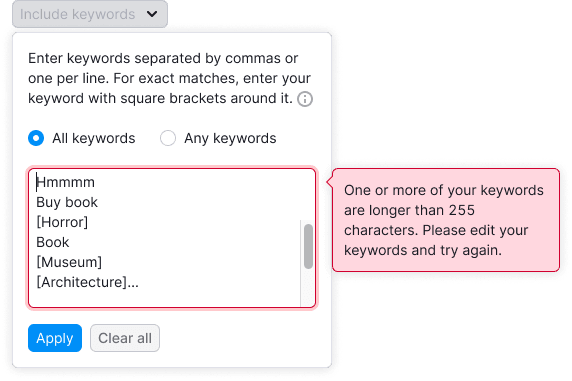 Include keywords
Enter keywords separated by commas or
one per line. For exact matches, enter your
keyword with square brackets around it.
All keywords
Any keywords
Hmmmm
Buy book
[Horror]
Book
[Museum]
[Architecture]...
One or more of your keywords
are longer than 255
characters. Please edit your
keywords and try again.
Apply
Clear all